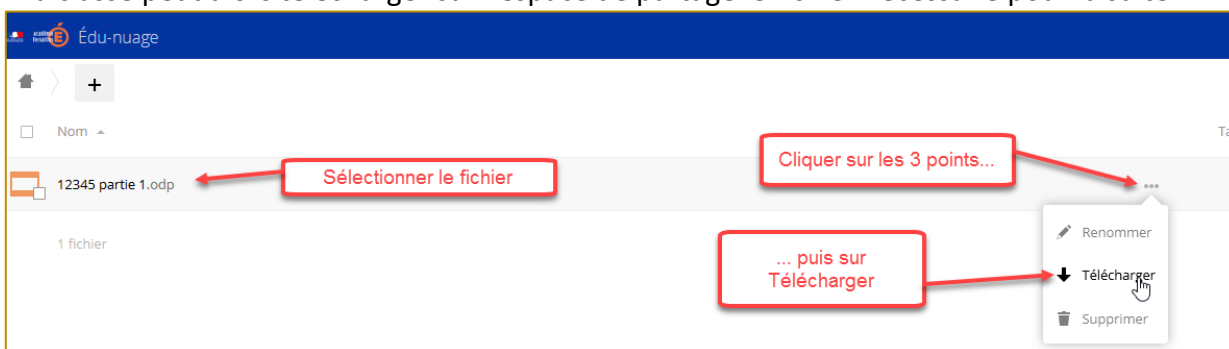 Édu-nuage
+
Nom
Ta
12345 partie 1.odp
Sélectionner le fichier
Cliquer sur les 3 points...
1 fichier
... puis sur
Télécharger
Renommer
Télécharger
Supprimer